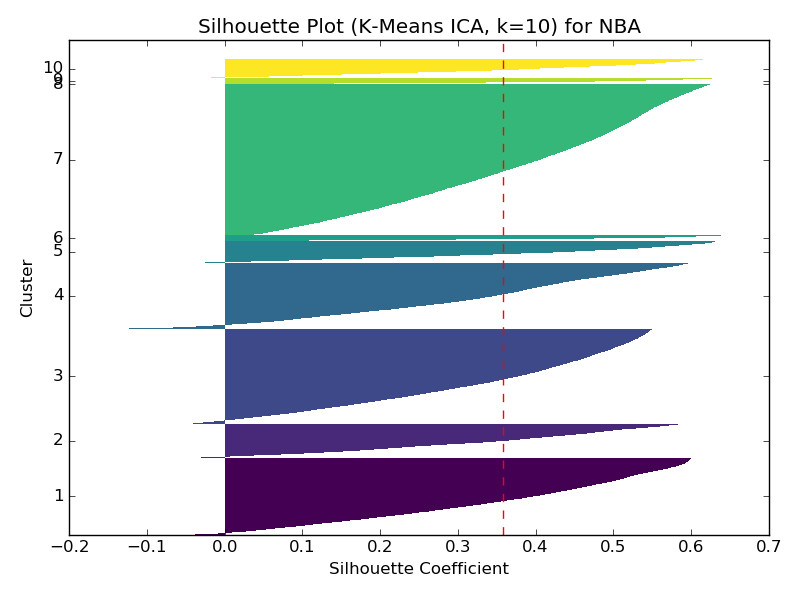 Silhouette Plot (K-Means ICA, k=10) for NBA
10
9
8
7
6
5
4
3
2
1
Cluster
−0.2 −0.1 0.0 0.1 0.2 0.3 0.4 0.5 0.6 0.7
Silhouette Coefficient